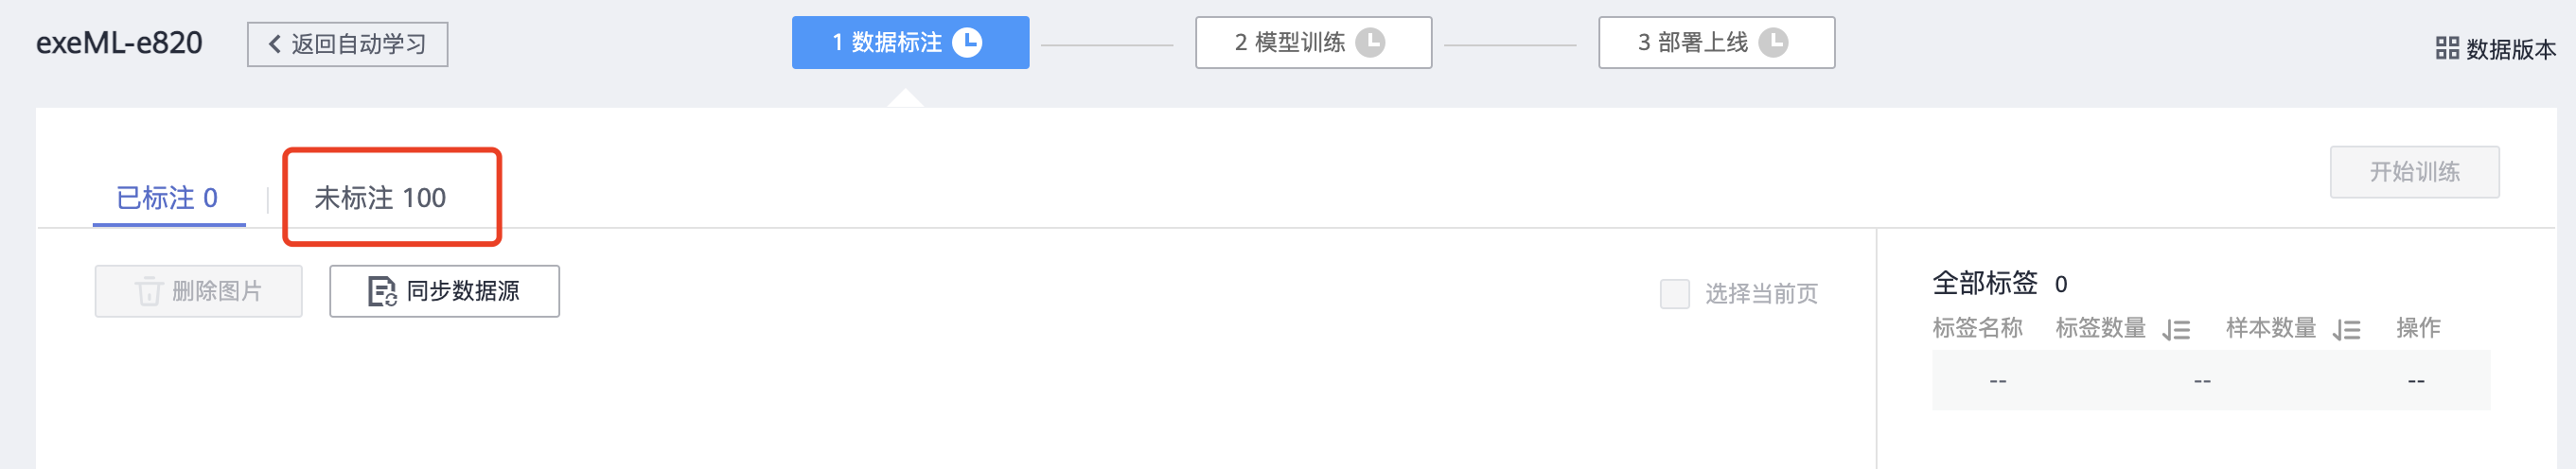 exeML-e820
返回自动学习
1 数据标注
2 模型训练
3 部署上线
数据版本
已标注 0
未标注 100
开始训练
删除图片
同步数据源
选择当前页
全部标签 0
标签名称 标签数量 样本数量 操作
-- -- --